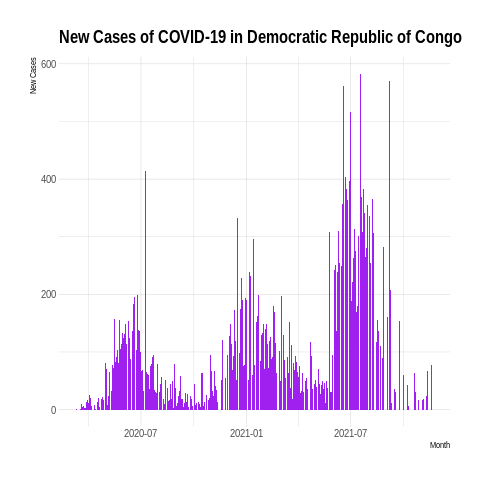 New Cases of COVID-19 in Democratic Republic of Congo
New Cases
600
400
200
0
2020-07
2021-01
2021-07
Month